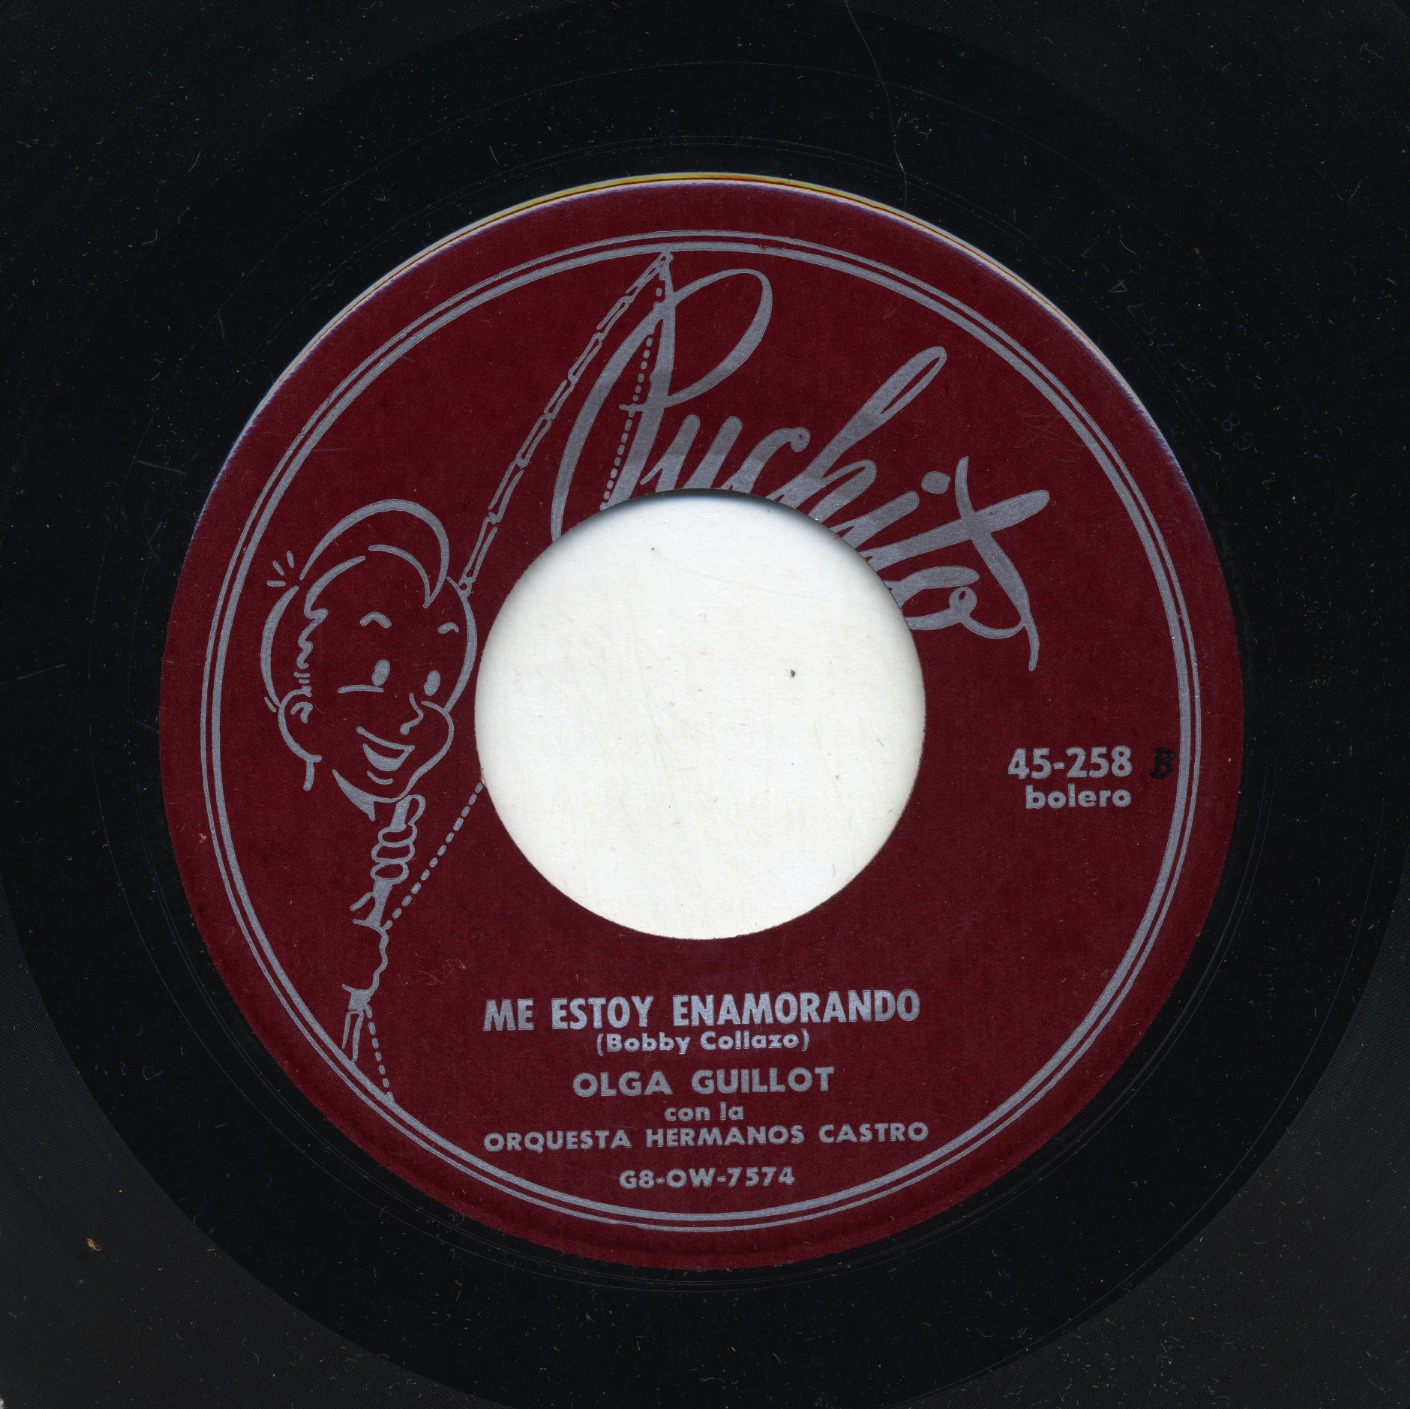 Puchito
45-258 B
bolero
ME ESTOY ENAMORANDO
(Bobby Collazo)
OLGA GUILLOT
con la
ORQUESTA HERMANOS CASTRO
G8-OW-7574